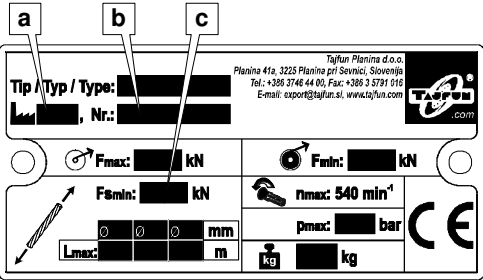 a b c
Tajfun Planina d.o.o.
Planina 41a, 3225 Planina pri Sevnici, Slovenija
Tel.: +386 3746 44 00, Fax: +386 3 5791 016
E-mail: export@tajfun.si, www.tajfun.com
Tip / Typ / Type:
, Nr.:
TAJFUN
.com
Fmax: kN
Fmin: kN
Fsmin: kN
nmax: 540 min-1
Ø Ø Ø mm
pmax: bar
CE
Lmax: m
kg kg